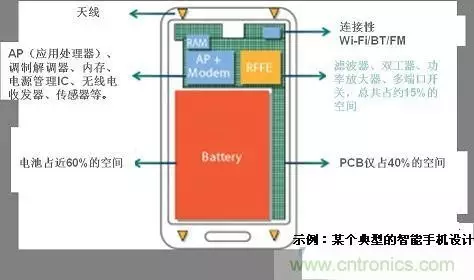 天线
连接性
Wi-Fi/BT/FM
RAM
AP +
Modem
RFFE
AP（应用处理器）、
调制解调器、内存、
电源管理IC、无线电
收发器、传感器等。
滤波器、双工器、功
率放大器、多端口开
关，总共占约15%的
空间
Battery
电池占近60%的空间
PCB仅占40%的空间
示例：某个典型的智能手机设计
www.cntronics.com